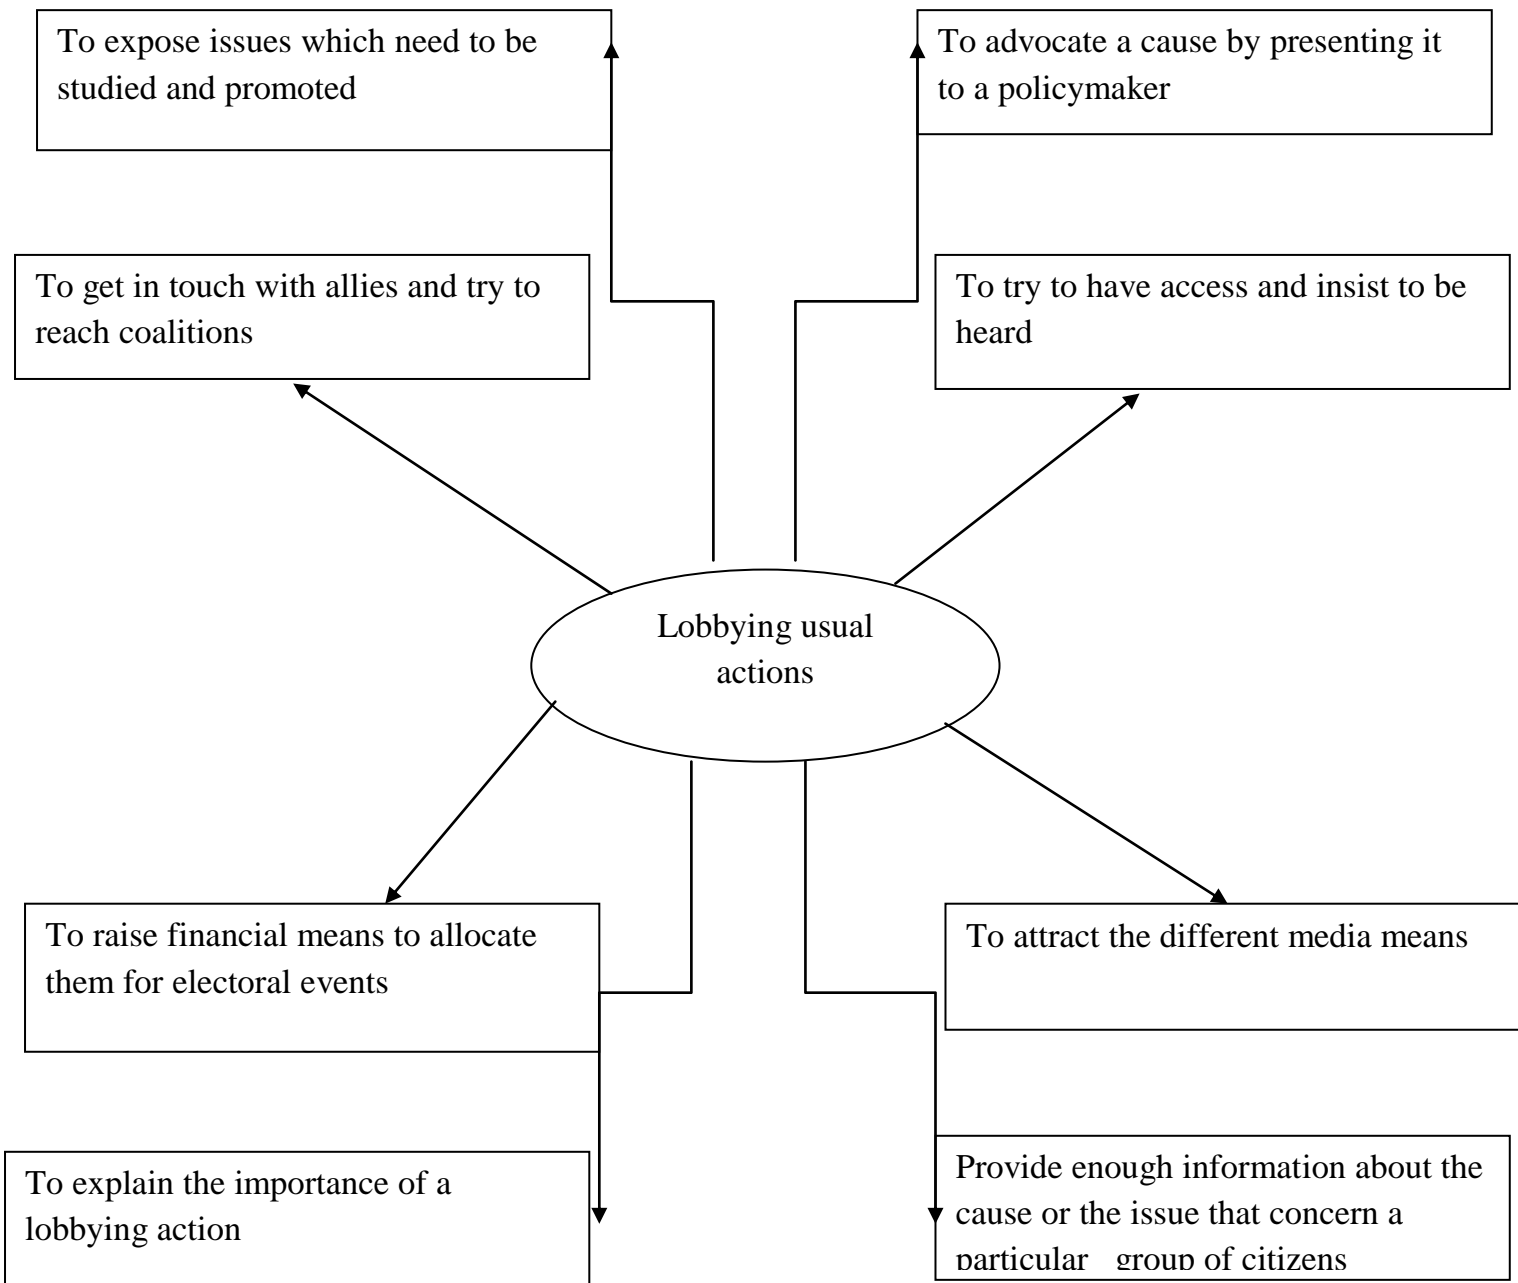 To expose issues which need to be
studied and promoted
To advocate a cause by presenting it
to a policymaker
To get in touch with allies and try to
reach coalitions
To try to have access and insist to be
heard
Lobbying usual
actions
To raise financial means to allocate
them for electoral events
To attract the different media means
To explain the importance of a
lobbying action
Provide enough information about the
cause or the issue that concern a
particular   group of citizens